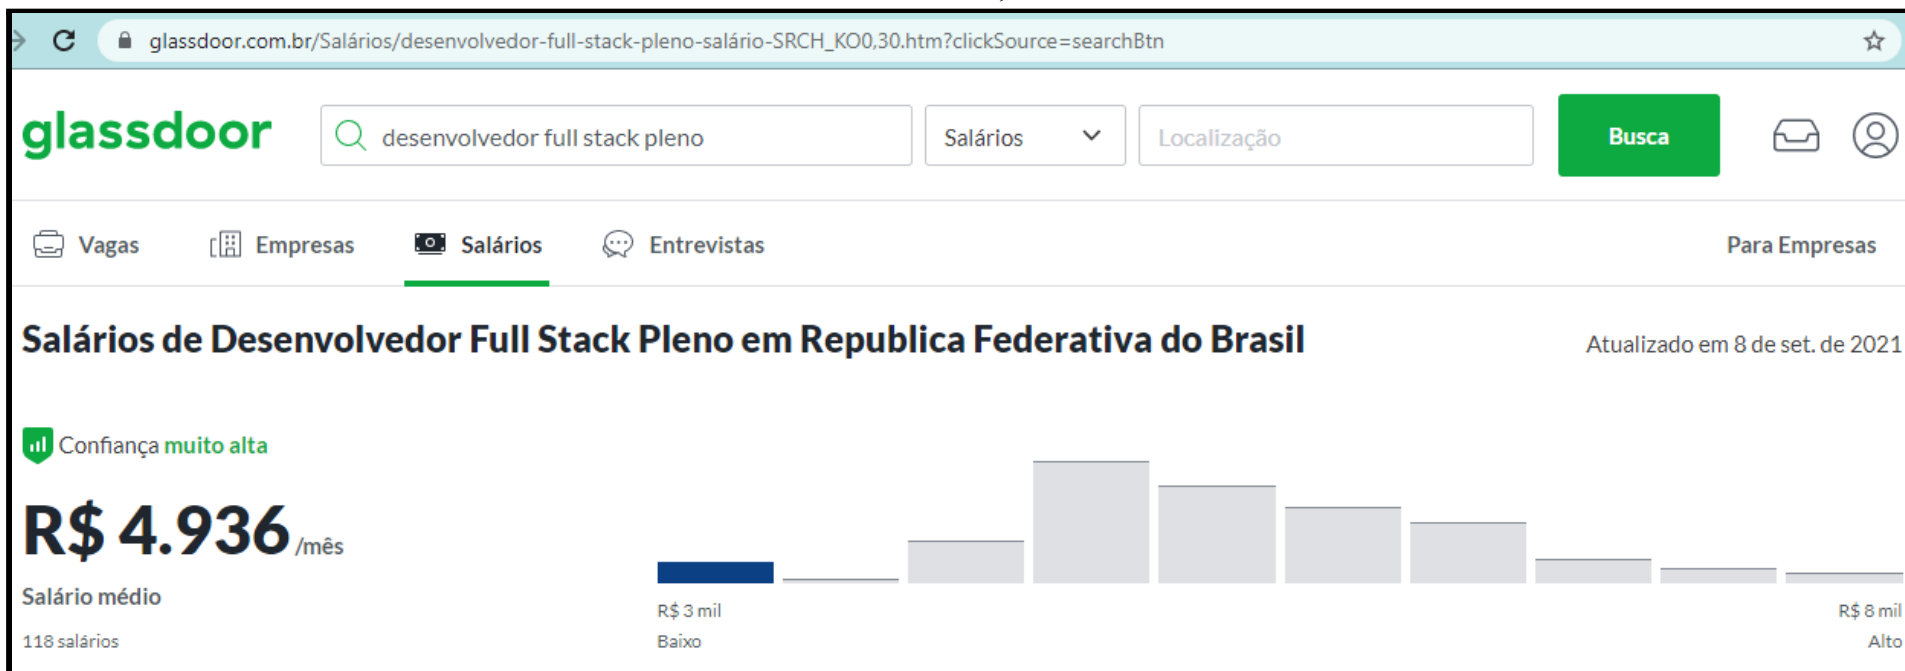 glassdoor.com.br/Salários/desenvolvedor-full-stack-pleno-salário-SRCH_KO0,30.htm?clickSource=searchBtn
glassdoor desenvolvedor full stack pleno Salários Localização Busca
Vagas Empresas Salários Entrevistas Para Empresas
Salários de Desenvolvedor Full Stack Pleno em Republica Federativa do Brasil Atualizado em 8 de set. de 2021
Confiança muito alta
R$ 4.936 /mês
Salário médio
118 salários
R$ 3 mil R$ 8 mil
Baixo Alto